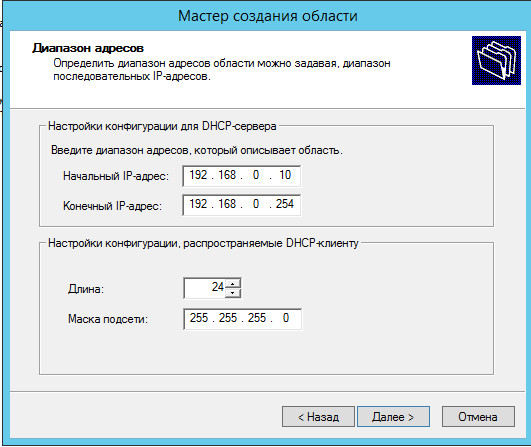 Мастер создания области
Диапазон адресов
Определить диапазон адресов области можно задавая, диапазон
последовательных IP-адресов.
Настройки конфигурации для DHCP-сервера
Введите диапазон адресов, который описывает область.
Начальный IP-адрес: 192 . 168 . 0 . 10
Конечный IP-адрес: 192 . 168 . 0 . 254
Настройки конфигурации, распространяемые DHCP-клиенту
Длина: 24
Маска подсети: 255 . 255 . 255 . 0
< Назад Далее > Отмена